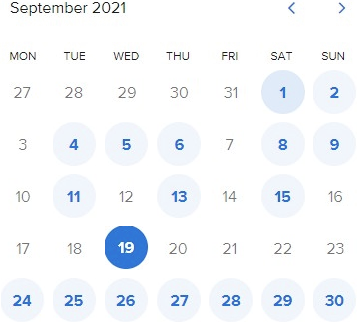 September 2021
MON TUE WED THU FRI SAT SUN
27 28 29 30 31 1 2
3 4 5 6 7 8 9
10 11 12 13 14 15 16
17 18 19 20 21 22 23
24 25 26 27 28 29 30